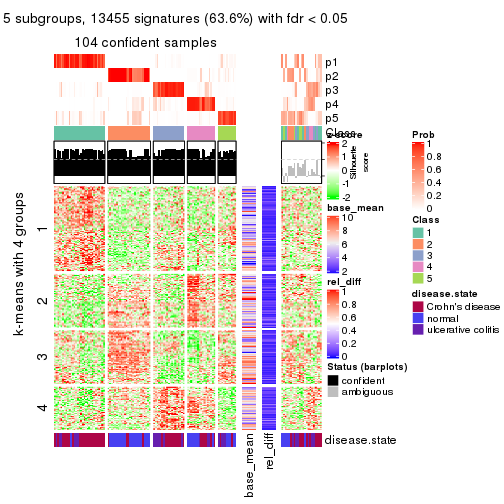 5 subgroups, 13455 signatures (63.6%) with fdr < 0.05
104 confident samples
p1
p2
p3
p4
p5
Class
z-score
2
1
0
-1
-2
Silhouette
score
Prob
1
0.8
0.6
0.4
0.2
0
base_mean
10
8
6
4
2
Class
1
2
3
4
5
rel_diff
1
0.8
0.6
0.4
0.2
0
disease.state
Crohn's disease
normal
ulcerative colitis
Status (barplots)
confident
ambiguous
k-means with 4 groups
1
2
3
4
disease.state
base_mean
rel_diff